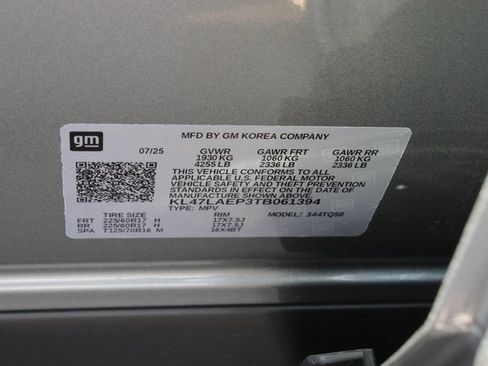 gm
MFD BY GM KOREA COMPANY
07/25 GVWR GAWR FRT GAWR RR
1930 KG 1060 KG 1060 KG
4255 LB 2336 LB 2336 LB
THIS VEHICLE CONFORMS TO ALL
APPLICABLE U.S. FEDERAL MOTOR
VEHICLE SAFETY AND THEFT PREVENTION
STANDARDS IN EFFECT ON THE DATE OF
MANUFACTURE SHOWN ABOVE.
KL47LAEP3TB061394
TYPE: MPV MODEL: 344TQ58
TIRE SIZE RIM
FRT 225/60R17 H 17X7.5J
RR 225/60R17 H 17X7.5J
SPA T125/70R16 M 16X4BT